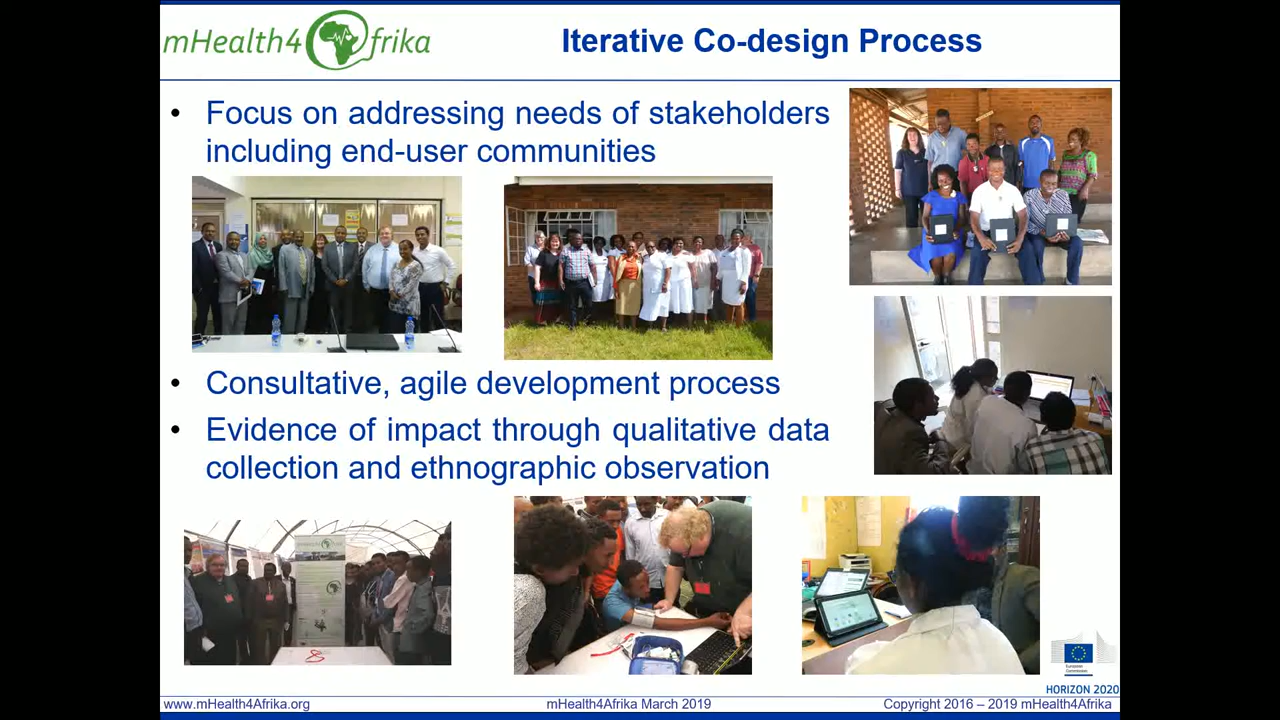 mHealth4Afrika
Iterative Co-design Process
• Focus on addressing needs of stakeholders
including end-user communities
• Consultative, agile development process
• Evidence of impact through qualitative data
collection and ethnographic observation
European
Commission
HORIZON 2020
www.mHealth4Afrika.org
mHealth4Afrika March 2019
Copyright 2016 – 2019 mHealth4Afrika